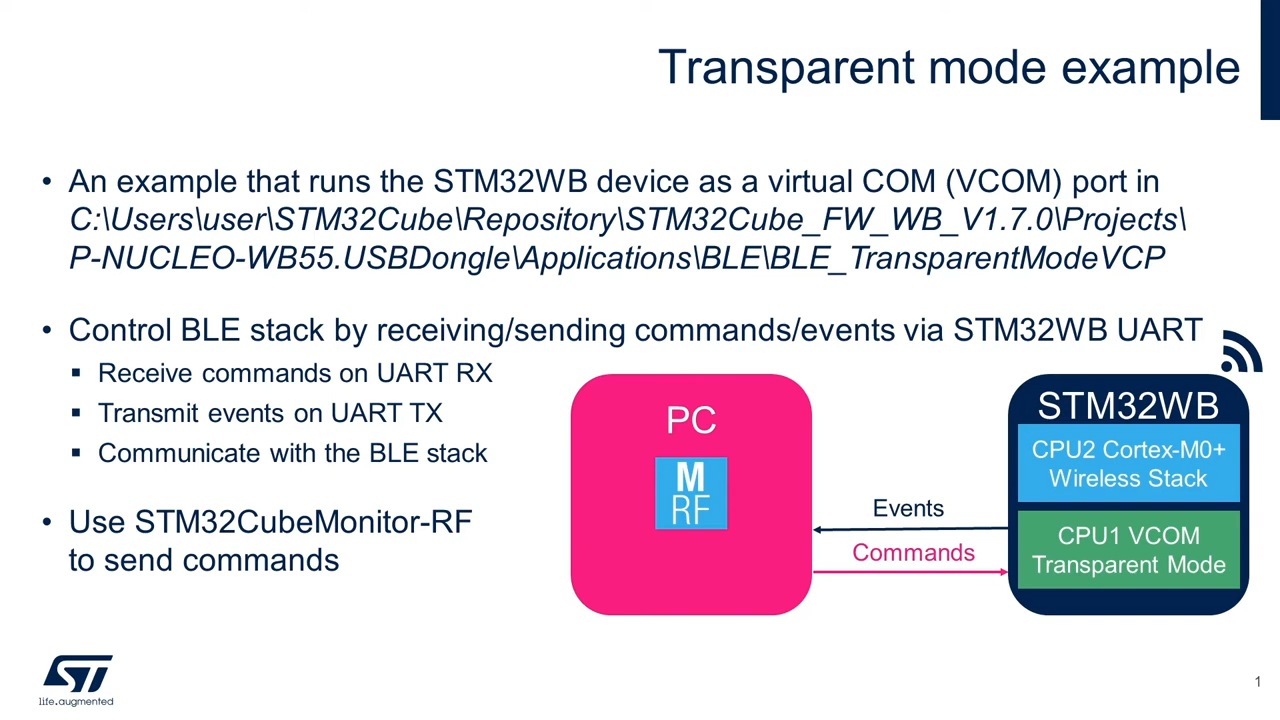 Transparent mode example
• An example that runs the STM32WB device as a virtual COM (VCOM) port in
C:\Users\user\STM32Cube\Repository\STM32Cube_FW_WB_V1.7.0\Projects\
P-NUCLEO-WB55.USBDongle\Applications\BLE\BLE_TransparentModeVCP
• Control BLE stack by receiving/sending commands/events via STM32WB UART
▪ Receive commands on UART RX
▪ Transmit events on UART TX
▪ Communicate with the BLE stack
• Use STM32CubeMonitor-RF
to send commands
PC
M
RF
Events
Commands
STM32WB
CPU2 Cortex-M0+
Wireless Stack
CPU1 VCOM
Transparent Mode
ST
life.augmented
1